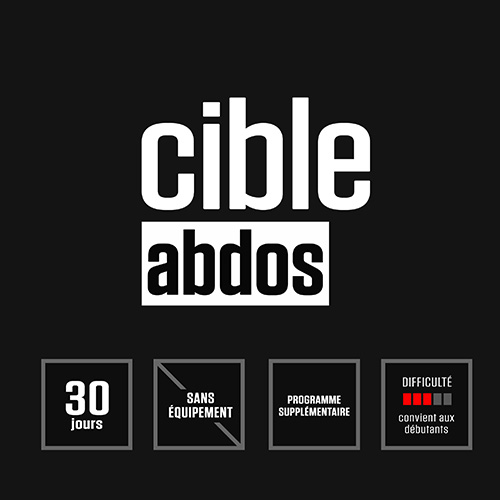 cible
abdos
30
jours
SANS
ÉQUIPEMENT
PROGRAMME
SUPPLÉMENTAIRE
DIFFICULTÉ
convient aux
débutants